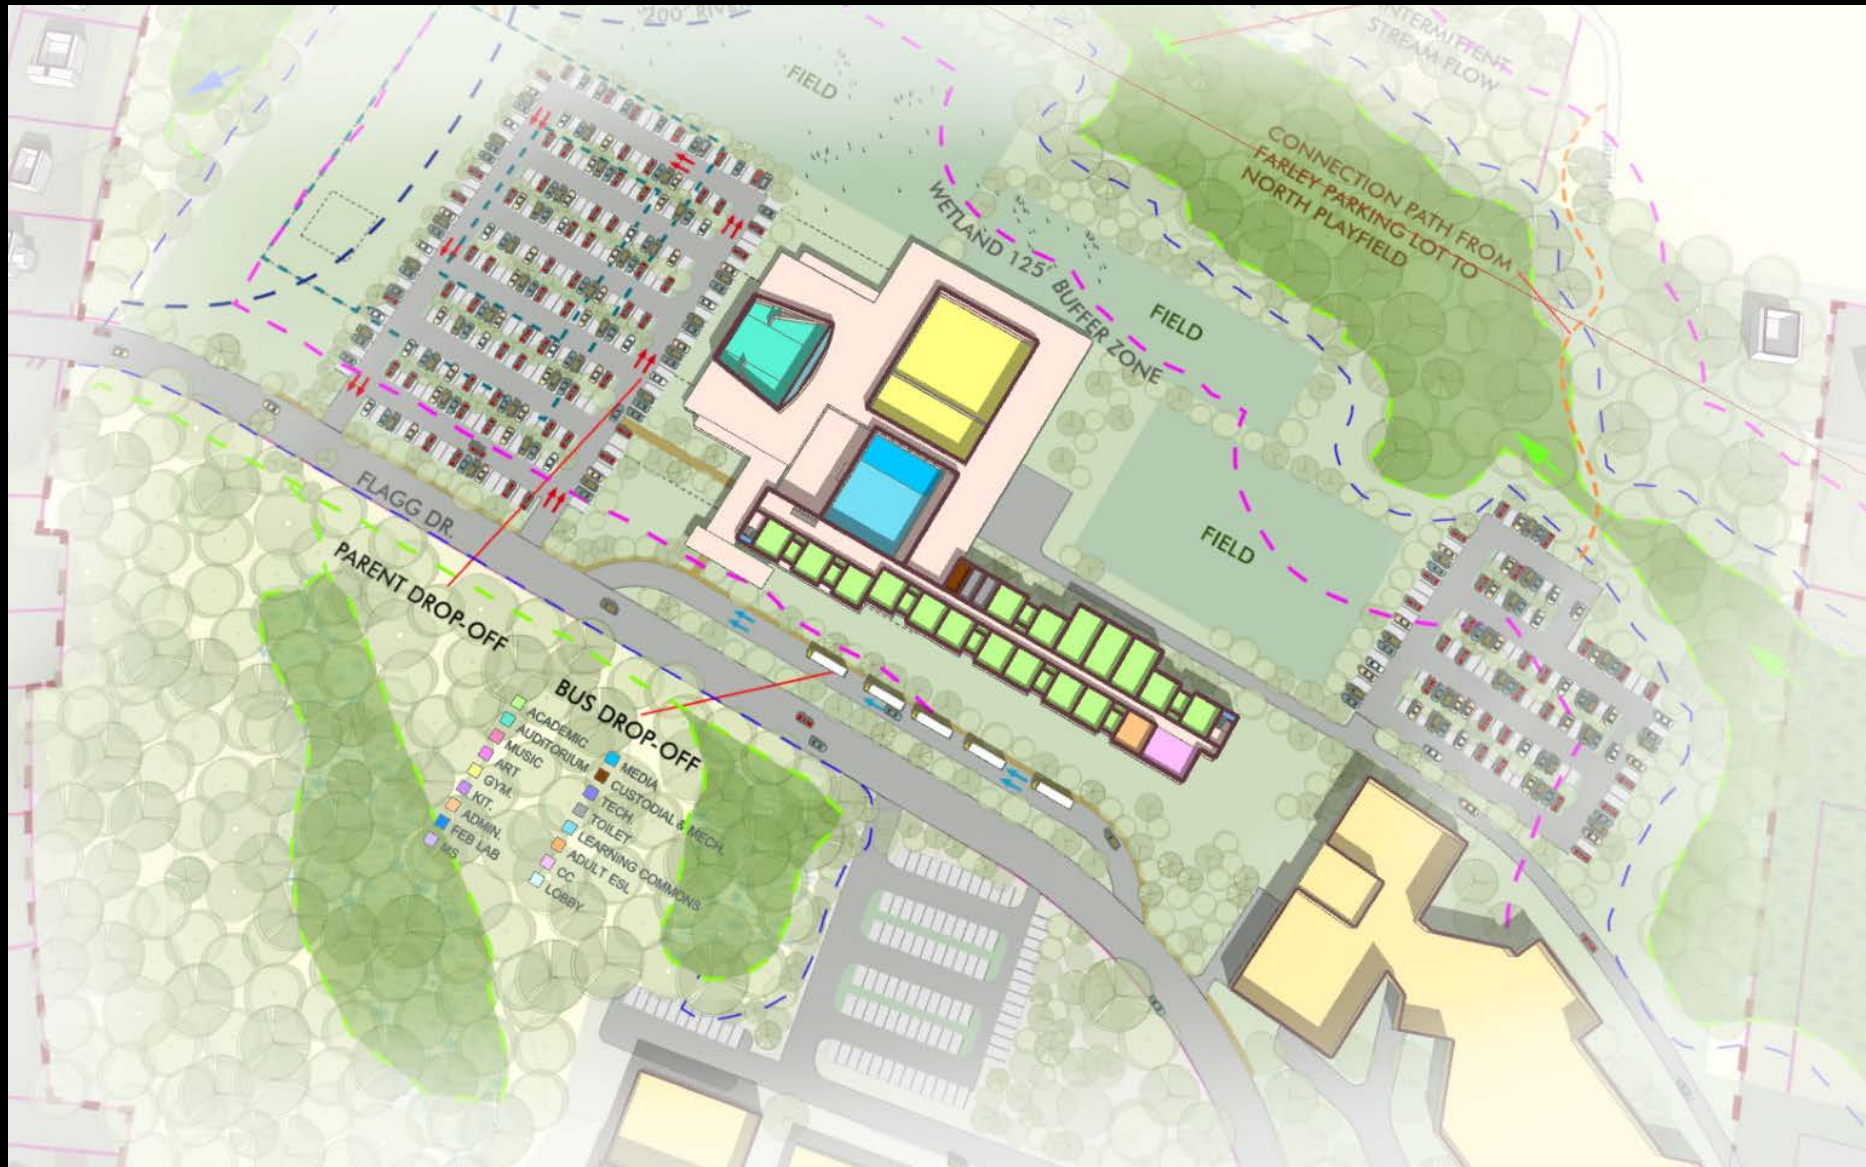 200' RIVER
FIELD
INTERMITTENT
STREAM FLOW
CONNECTION PATH FROM
FARLEY PARKING LOT TO
NORTH PLAYFIELD
WETLAND 125' BUFFER ZONE
FIELD
FIELD
FLAGG DR.
PARENT DROP-OFF
BUS DROP-OFF
ACADEMIC
AUDITORIUM
MUSIC
ART
GYM.
KIT.
ADMIN.
FEB LAB
MS
MEDIA
CUSTODIAL & MECH.
TECH.
TOILET
LEARNING COMMONS
ADULT ESL
CC
LOBBY